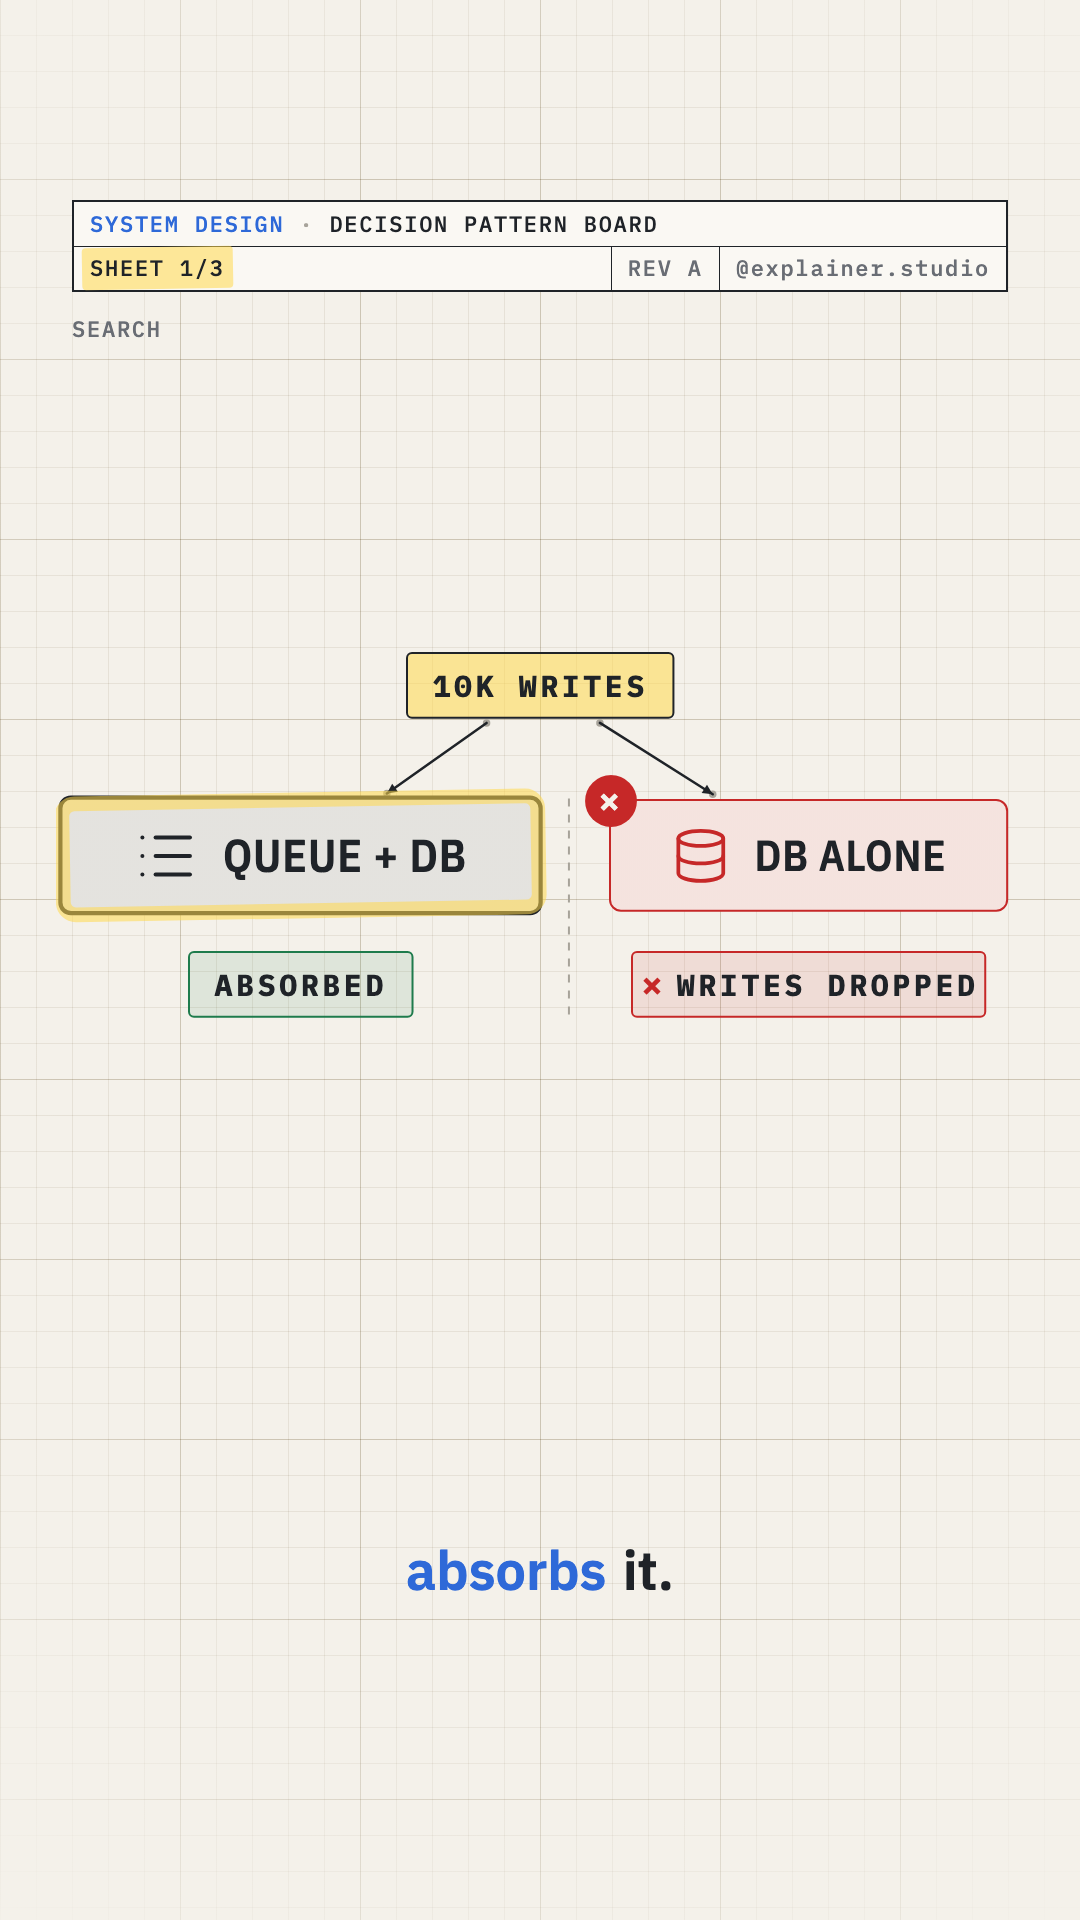 SYSTEM DESIGN · DECISION PATTERN BOARD
SHEET 1/3 REV A @explainer.studio
SEARCH
10K WRITES
QUEUE + DB
DB ALONE
ABSORBED
× WRITES DROPPED
absorbs it.